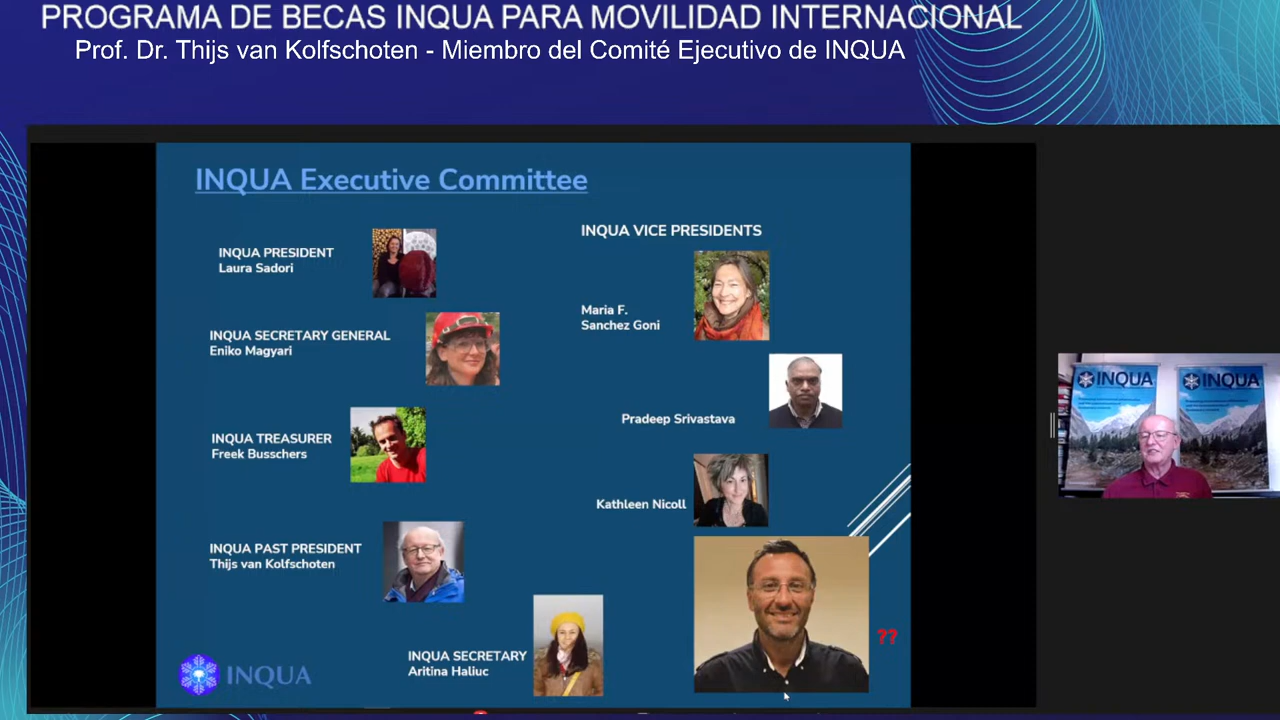 PROGRAMA DE BECAS INQUA PARA MOVILIDAD INTERNACIONAL
Prof. Dr. Thijs van Kolfschoten - Miembro del Comité Ejecutivo de INQUA
INQUA Executive Committee
INQUA PRESIDENT
Laura Sadori
INQUA SECRETARY GENERAL
Eniko Magyari
INQUA TREASURER
Freek Busschers
INQUA PAST PRESIDENT
Thijs van Kolfschoten
INQUA SECRETARY
Aritina Haliuc
INQUA
INQUA VICE PRESIDENTS
Maria F.
Sanchez Goni
Pradeep Srivastava
Kathleen Nicoll
??
INQUA
INQUA